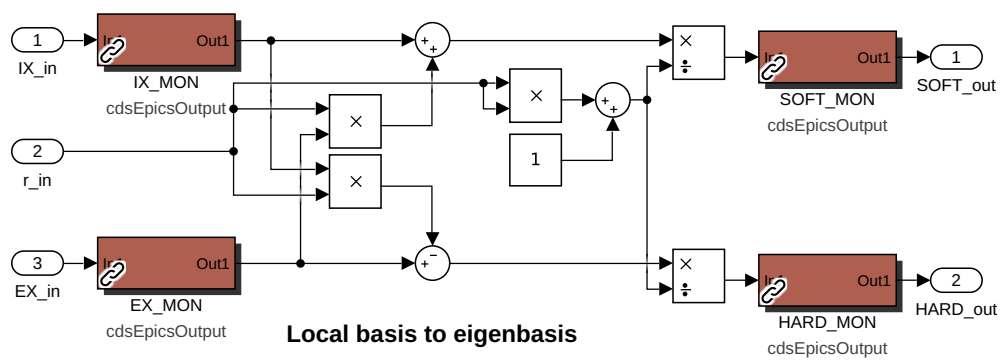 1
IX_in
In1
Out1
IX_MON
cdsEpicsOutput
+
+
×
÷
In1
Out1
SOFT_MON
cdsEpicsOutput
1
SOFT_out
×
×
+
+
1
2
r_in
×
3
EX_in
In1
Out1
EX_MON
cdsEpicsOutput
+
−
×
÷
In1
Out1
HARD_MON
cdsEpicsOutput
2
HARD_out
Local basis to eigenbasis